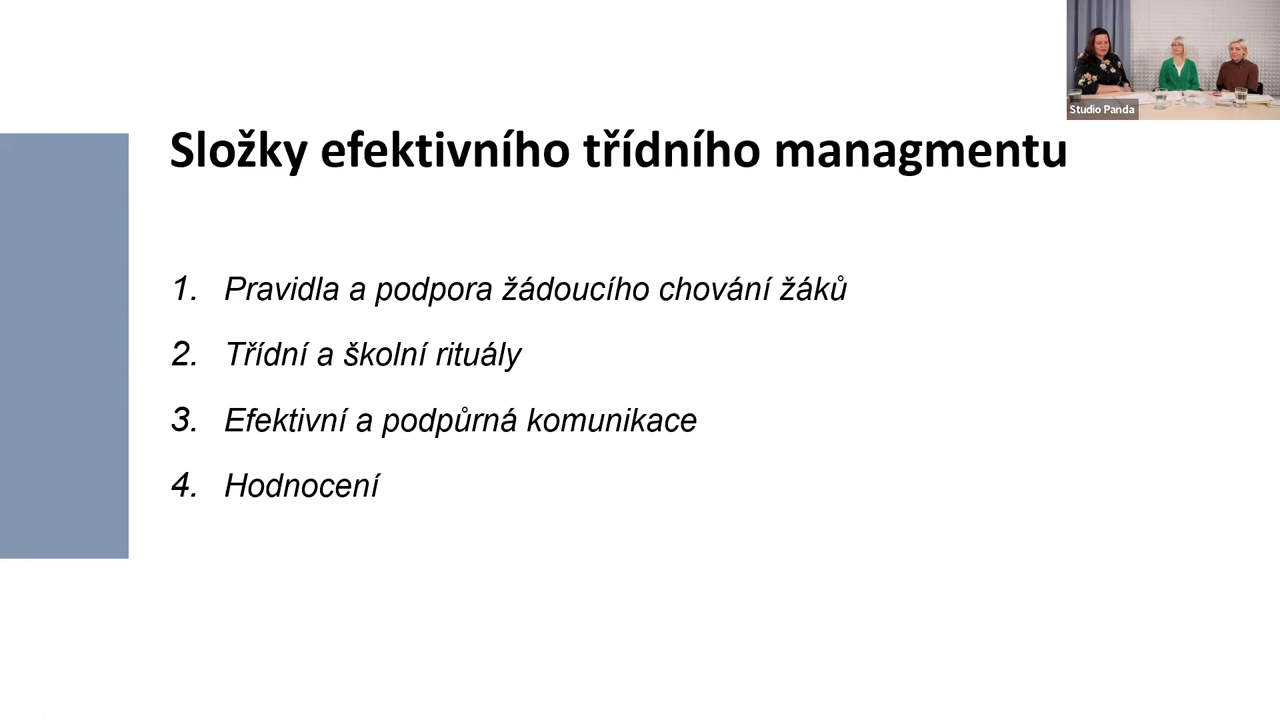 Studio Panda
Složky efektivního třídního managmentu
1. Pravidla a podpora žádoucího chování žáků
2. Třídní a školní rituály
3. Efektivní a podpůrná komunikace
4. Hodnocení